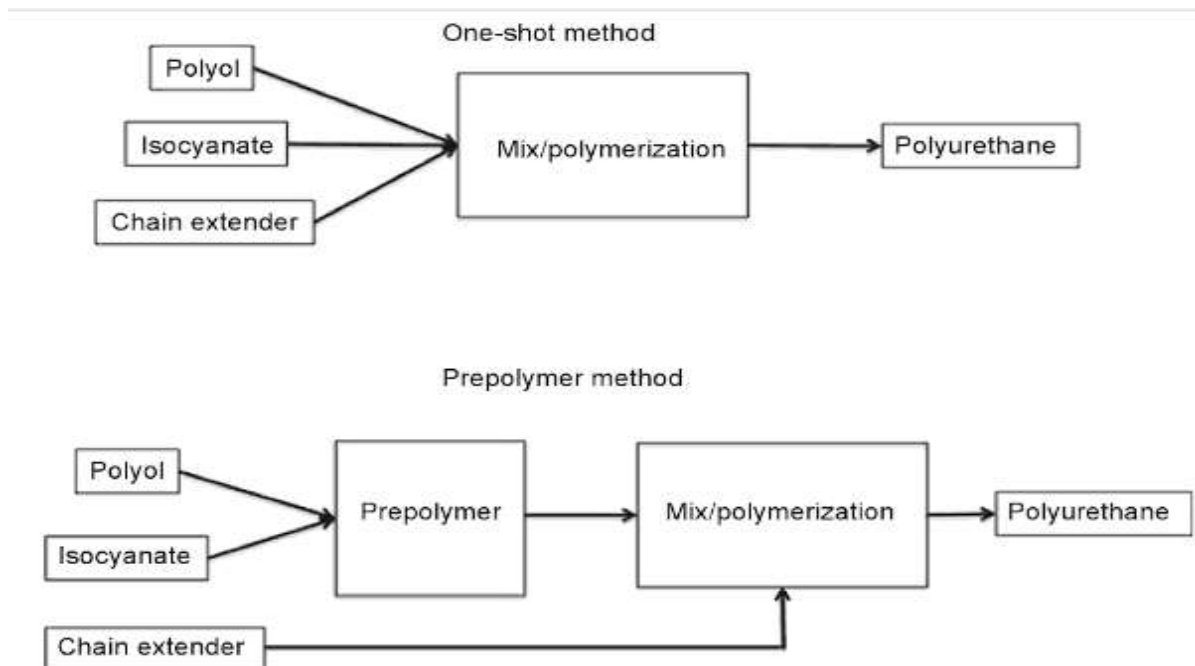 One-shot method
Polyol
Isocyanate
Chain extender
Mix/polymerization
Polyurethane
Prepolymer method
Polyol
Isocyanate
Chain extender
Prepolymer
Mix/polymerization
Polyurethane